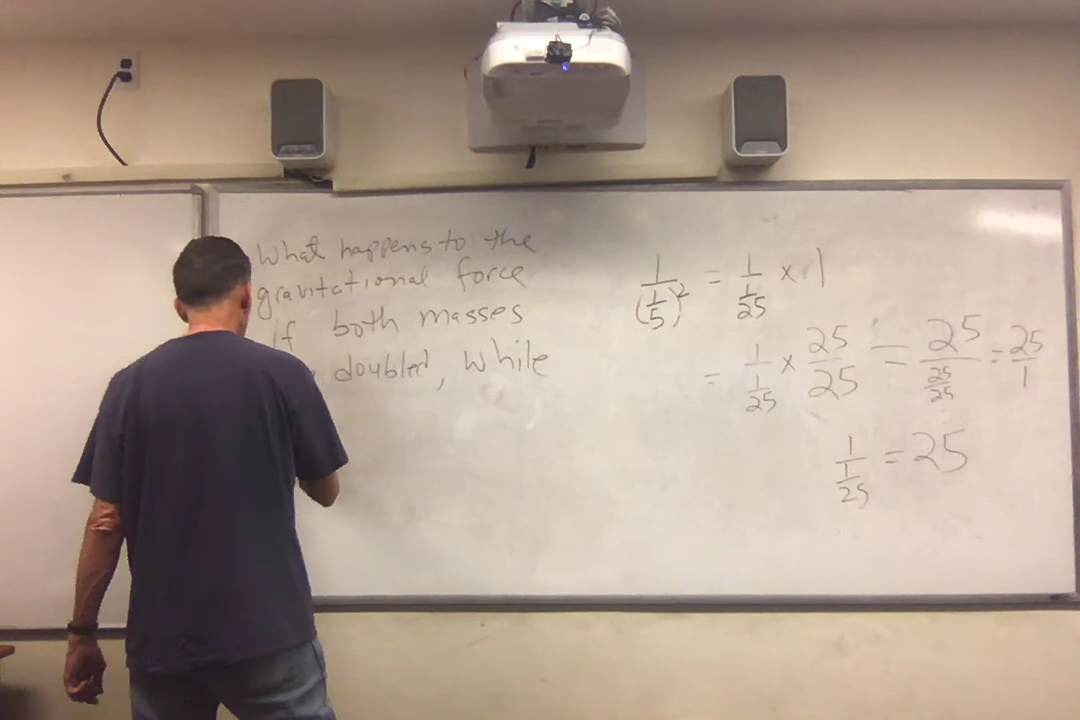 What happens to the
gravitational force
if both masses
doubled, while
1/(1/5)² = 1/(1/25) × 1
= 1/(1/25) × 25/25 = 25/(25/25) = 25/1
1/(1/25) = 25